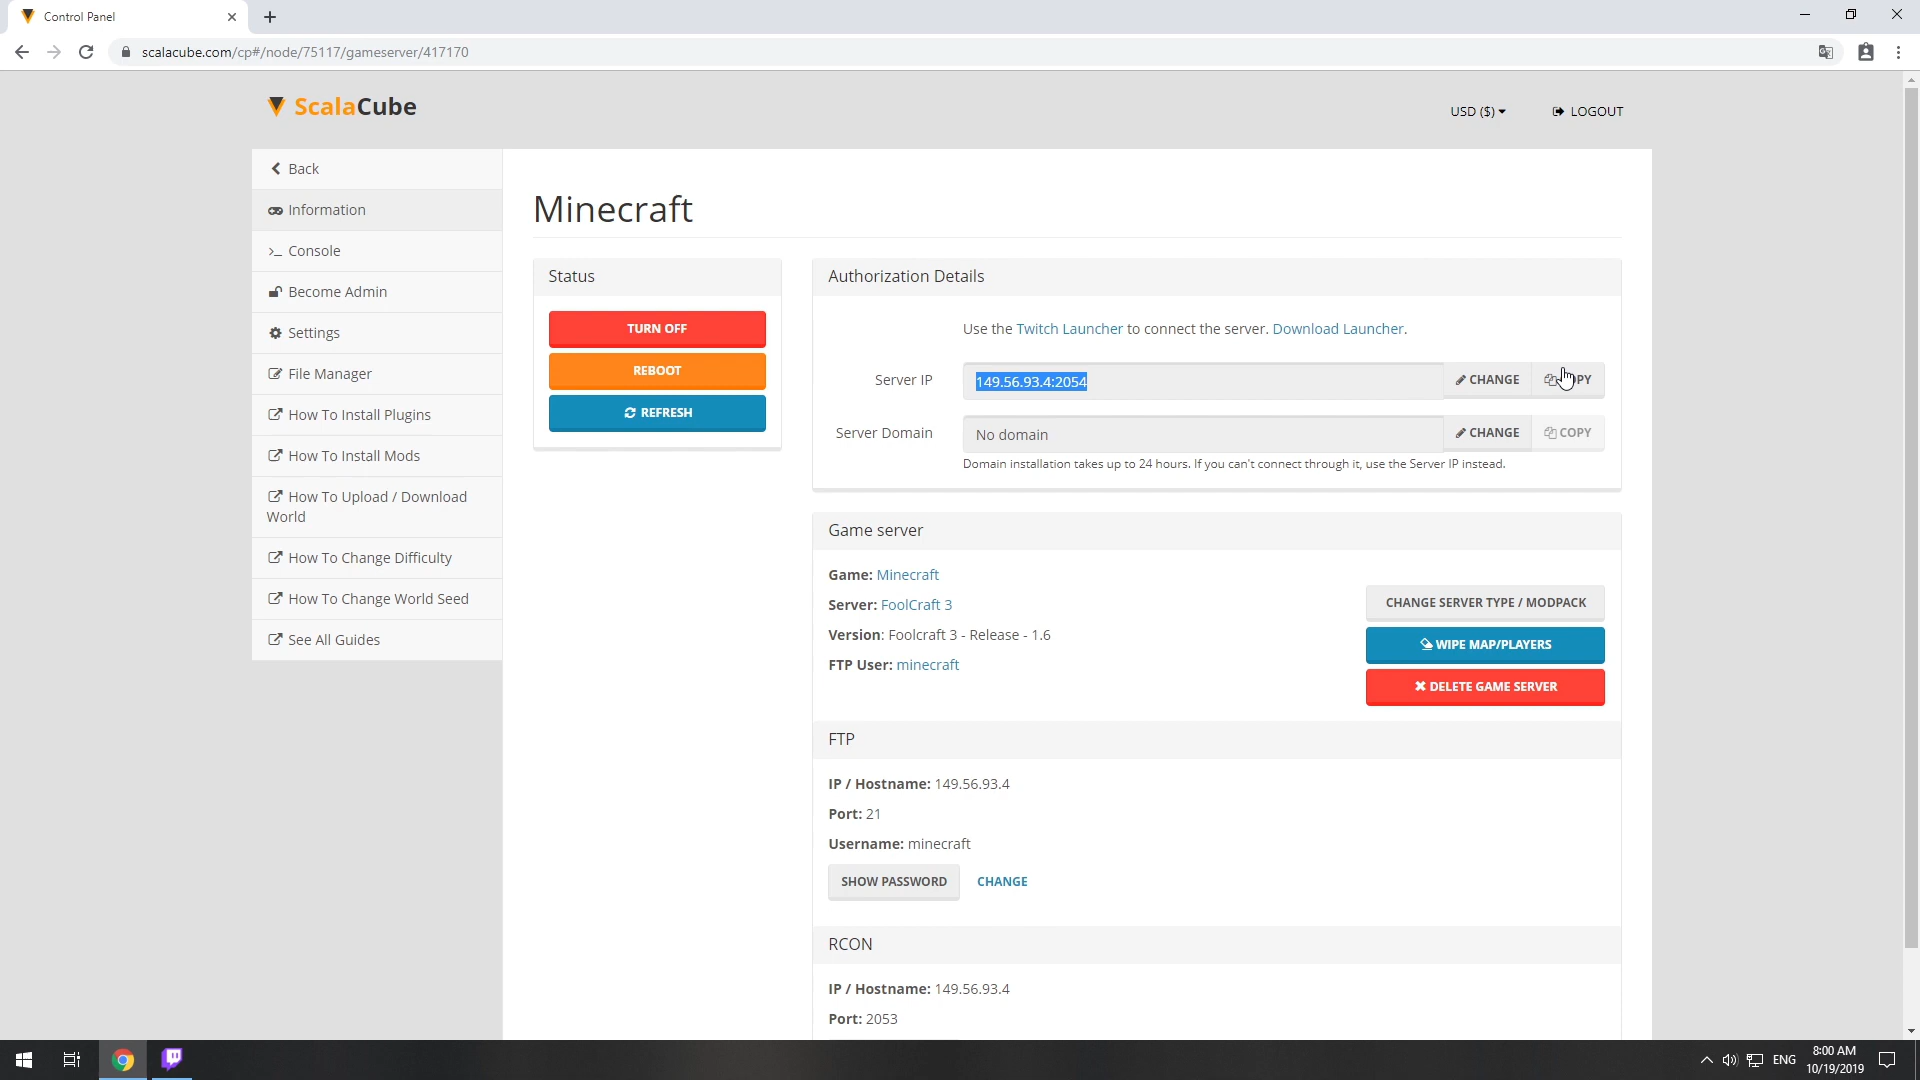 Control Panel
scalacube.com/cp#/node/75117/gameserver/417170
ScalaCube
USD ($)
LOGOUT
Back
Information
Console
Become Admin
Settings
File Manager
How To Install Plugins
How To Install Mods
How To Upload / Download
World
How To Change Difficulty
How To Change World Seed
See All Guides
Minecraft
Status
TURN OFF
REBOOT
REFRESH
Authorization Details
Use the Twitch Launcher to connect the server. Download Launcher.
Server IP
149.56.93.4:2054
CHANGE
Server Domain
No domain
CHANGE
COPY
Domain installation takes up to 24 hours. If you can't connect through it, use the Server IP instead.
Game server
Game: Minecraft
Server: FoolCraft 3
Version: Foolcraft 3 - Release - 1.6
FTP User: minecraft
CHANGE SERVER TYPE / MODPACK
WIPE MAP/PLAYERS
DELETE GAME SERVER
FTP
IP / Hostname: 149.56.93.4
Port: 21
Username: minecraft
SHOW PASSWORD
CHANGE
RCON
IP / Hostname: 149.56.93.4
Port: 2053
ENG
8:00 AM
10/19/2019